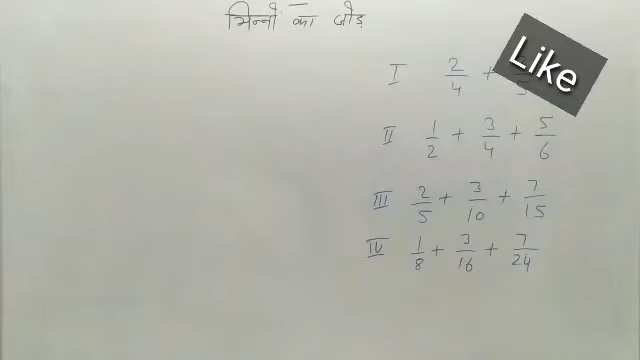 भिन्नों का जोड़
I 2/4 +
Like
II 1/2 + 3/4 + 5/6
III 2/5 + 3/10 + 7/15
IV 1/8 + 3/16 + 7/24